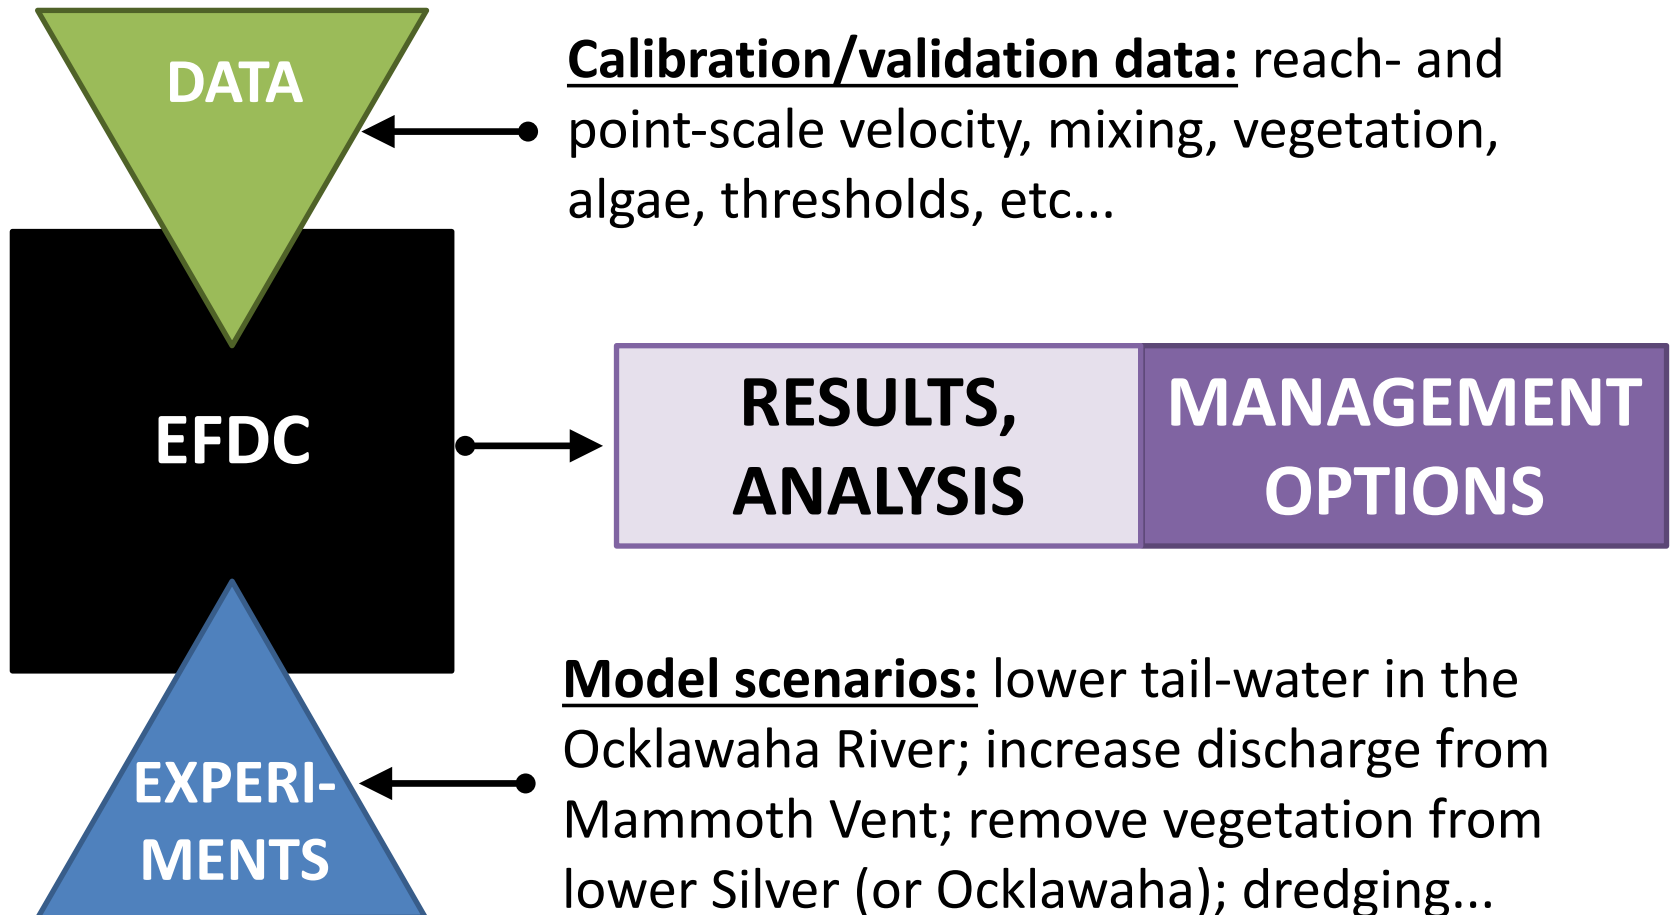 DATA
Calibration/validation data: reach- and
point-scale velocity, mixing, vegetation,
algae, thresholds, etc...
EFDC
RESULTS,
ANALYSIS
MANAGEMENT
OPTIONS
EXPERI-
MENTS
Model scenarios: lower tail-water in the
Ocklawaha River; increase discharge from
Mammoth Vent; remove vegetation from
lower Silver (or Ocklawaha); dredging...